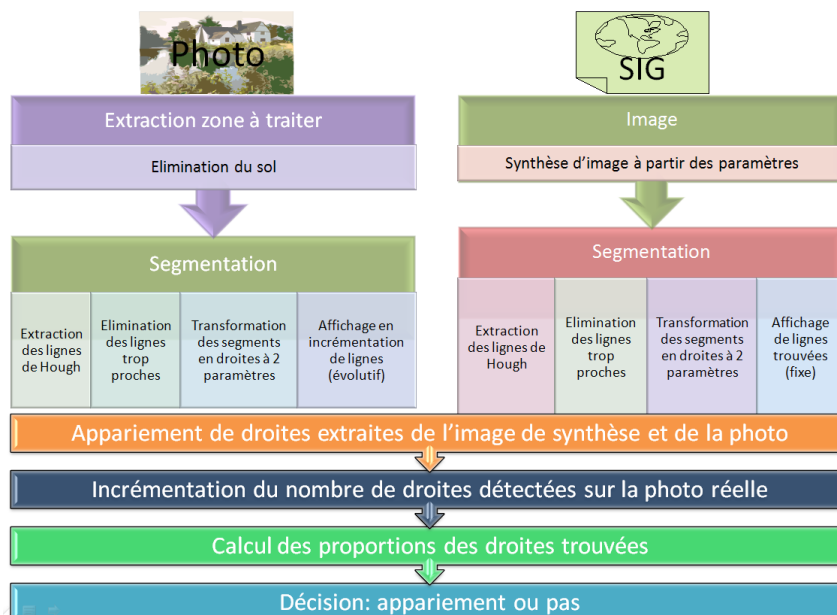 Photo
Extraction zone à traiter
Elimination du sol
Segmentation
Extraction
des lignes
de Hough
Elimination
des lignes
trop
proches
Transformation
des segments
en droites à 2
paramètres
Affichage en
incrémentation
de lignes
(évolutif)
SIG
Image
Synthèse d'image à partir des paramètres
Segmentation
Extraction
des lignes de
Hough
Elimination
des lignes
trop
proches
Transformation
des segments
en droites à 2
paramètres
Affichage
de lignes
trouvées
(fixe)
Appariement de droites extraites de l'image de synthèse et de la photo
Incrémentation du nombre de droites détectées sur la photo réelle
Calcul des proportions des droites trouvées
Décision: appariement ou pas